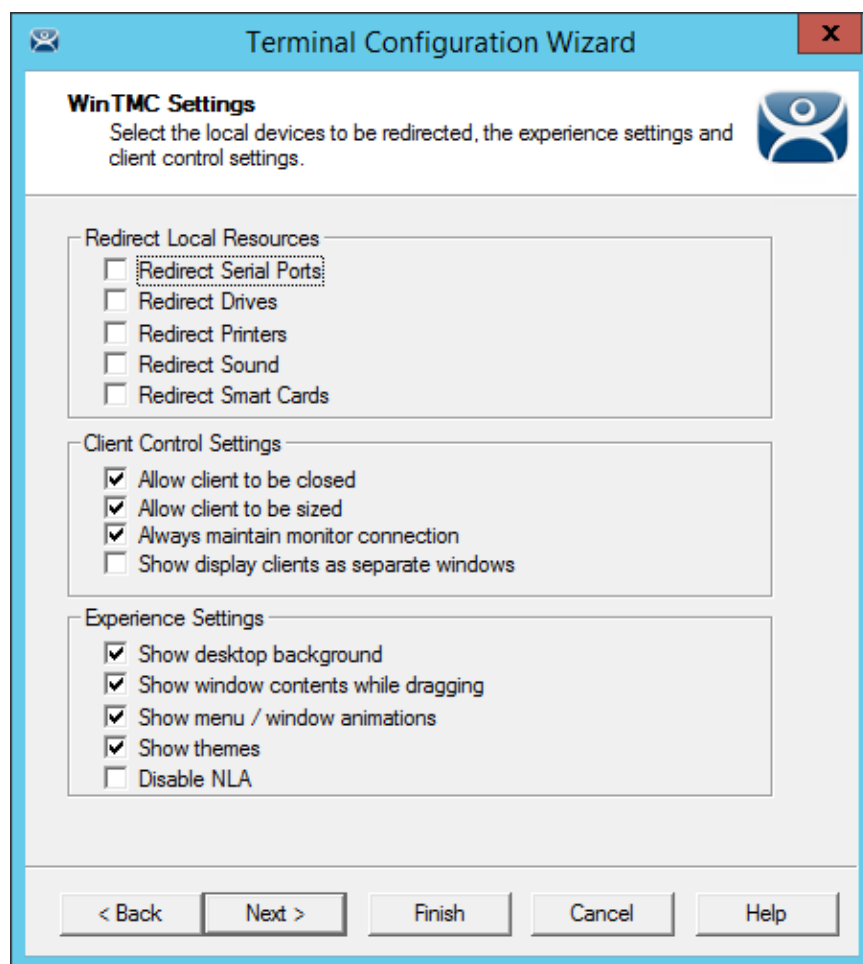 Terminal Configuration Wizard
x
WinTMC Settings
Select the local devices to be redirected, the experience settings and
client control settings.
Redirect Local Resources
Redirect Serial Ports
Redirect Drives
Redirect Printers
Redirect Sound
Redirect Smart Cards
Client Control Settings
Allow client to be closed
Allow client to be sized
Always maintain monitor connection
Show display clients as separate windows
Experience Settings
Show desktop background
Show window contents while dragging
Show menu / window animations
Show themes
Disable NLA
< Back Next > Finish Cancel Help